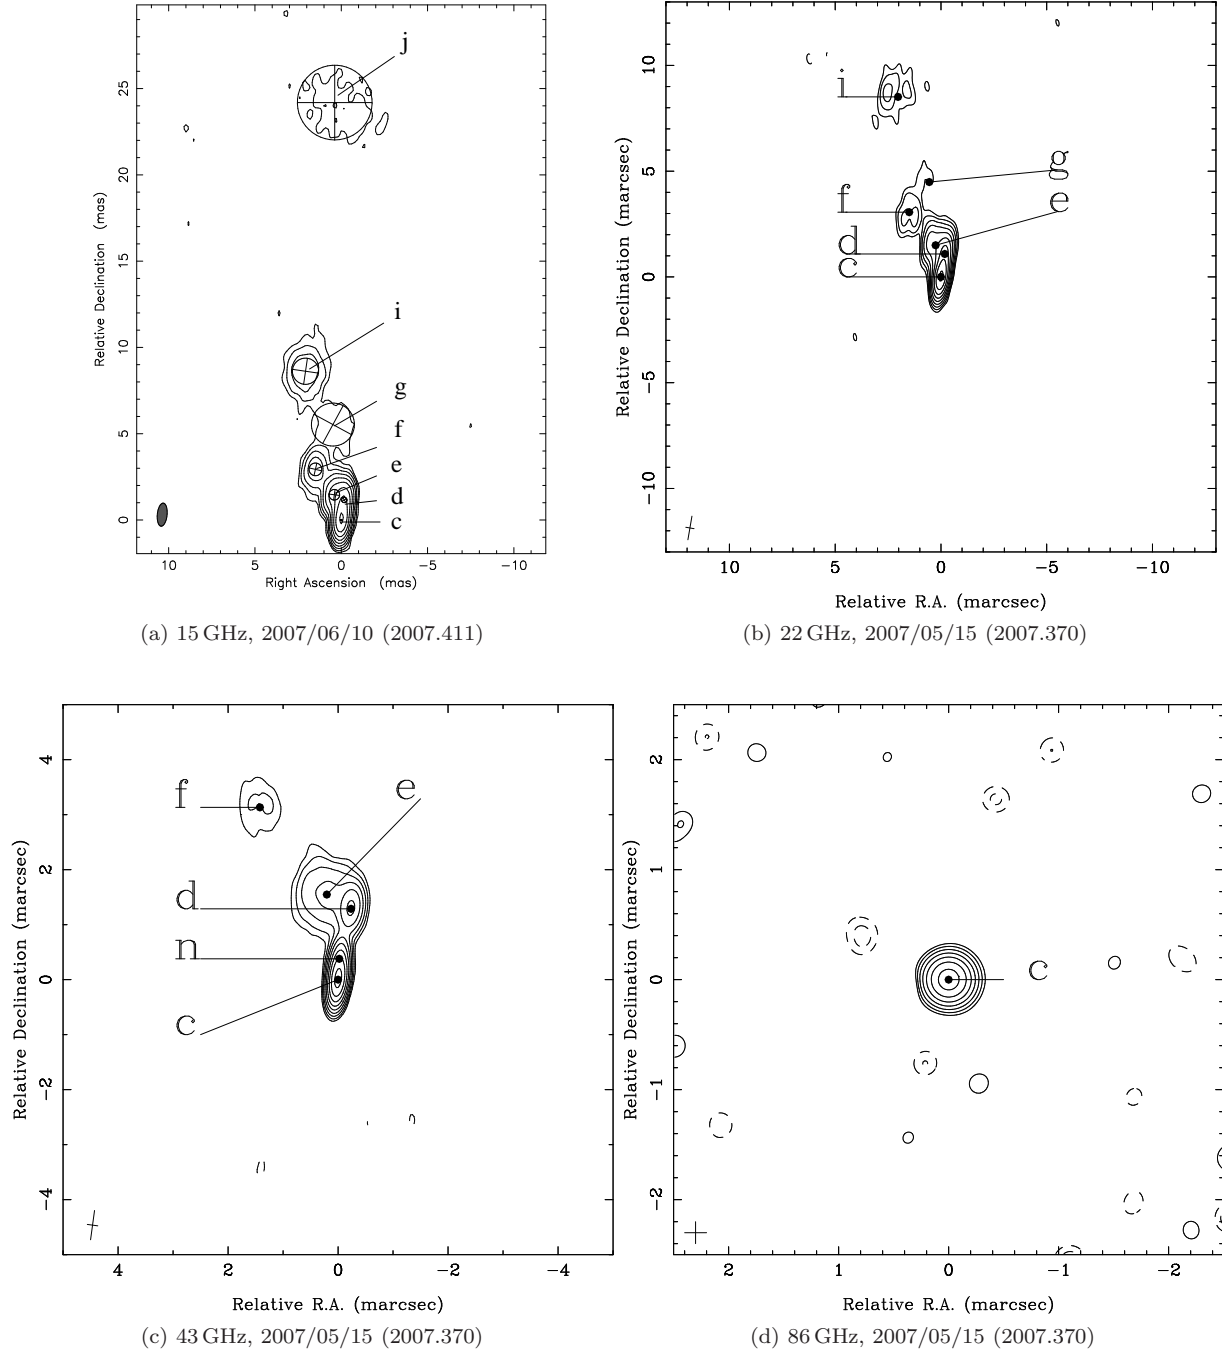 j
i
g
f
e
d
c
25
20
15
10
5
0
Relative Declination (mas)
10 5 0 −5 −10
Right Ascension (mas)
(a) 15 GHz, 2007/06/10 (2007.411)
i
g
f
e
d
c
10
5
0
−5
−10
Relative Declination (marcsec)
10 5 0 −5 −10
Relative R.A. (marcsec)
(b) 22 GHz, 2007/05/15 (2007.370)
f
e
d
n
c
4
2
0
−2
−4
Relative Declination (marcsec)
4 2 0 −2 −4
Relative R.A. (marcsec)
(c) 43 GHz, 2007/05/15 (2007.370)
c
2
1
0
−1
−2
Relative Declination (marcsec)
2 1 0 −1 −2
Relative R.A. (marcsec)
(d) 86 GHz, 2007/05/15 (2007.370)